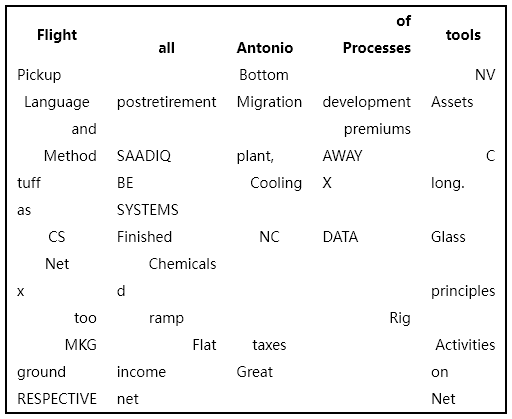 Flight all Antonio of Processes tools
Pickup Bottom NV
Language postretirement Migration development Assets
and premiums
Method SAADIQ plant, AWAY C
tuff BE Cooling X long.
as SYSTEMS
CS Finished NC DATA Glass
Net Chemicals
x d principles
too ramp Rig
MKG Flat taxes Activities
ground income Great on
RESPECTIVE net Net